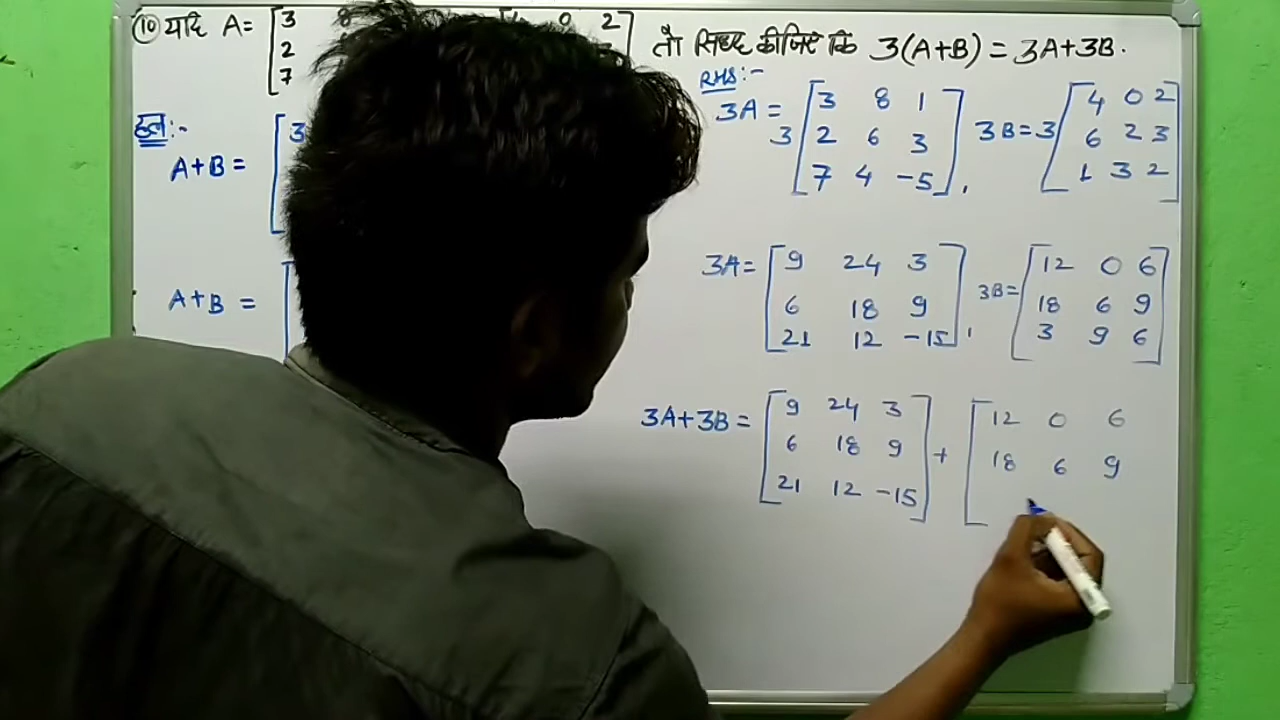 ⑩ यदि A= [3 8 0 2]
2
7
तो सिद्ध कीजिए कि 3(A+B) = 3A+3B.
हल:-
A+B = [3
A+B = [
RHS:-
3A = 3 [3 8 1
2 6 3
7 4 -5],
3B=3 [4 0 2
6 2 3
1 3 2]
3A= [9 24 3
6 18 9
21 12 -15],
3B= [12 0 6
18 6 9
3 9 6]
3A+3B = [9 24 3
6 18 9
21 12 -15] + [12 0 6
18 6 9